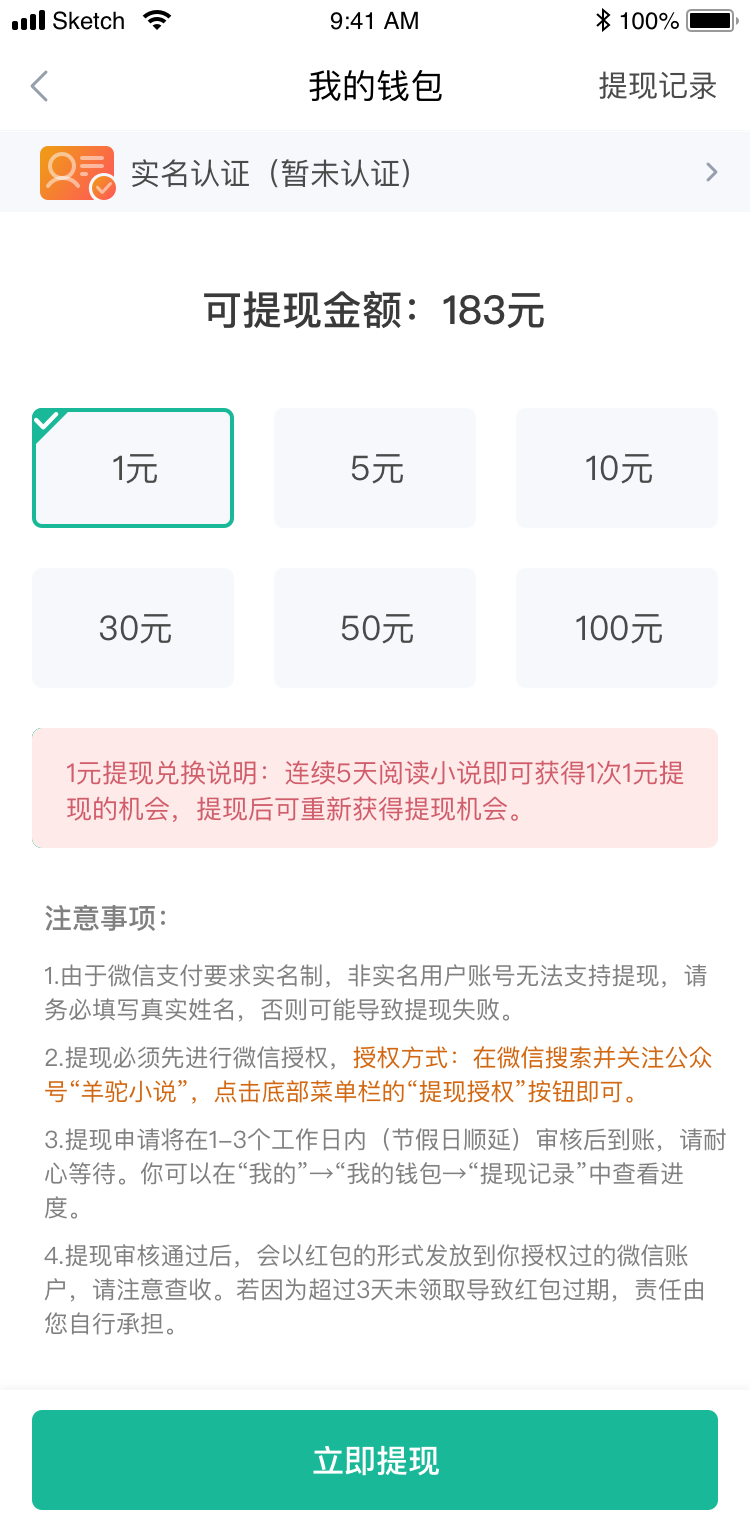 Sketch 9:41 AM 100%
我的钱包 提现记录
实名认证（暂未认证）
可提现金额：183元
1元 5元 10元
30元 50元 100元
1元提现兑换说明：连续5天阅读小说即可获得1次1元提
现的机会，提现后可重新获得提现机会。
注意事项：
1.由于微信支付要求实名制，非实名用户账号无法支持提现，请
务必填写真实姓名，否则可能导致提现失败。
2.提现必须先进行微信授权，授权方式：在微信搜索并关注公众
号“羊驼小说”，点击底部菜单栏的“提现授权”按钮即可。
3.提现申请将在1–3个工作日内（节假日顺延）审核后到账，请耐
心等待。你可以在“我的”→“我的钱包→“提现记录”中查看进
度。
4.提现审核通过后，会以红包的形式发放到你授权过的微信账
户，请注意查收。若因为超过3天未领取导致红包过期，责任由
您自行承担。
立即提现